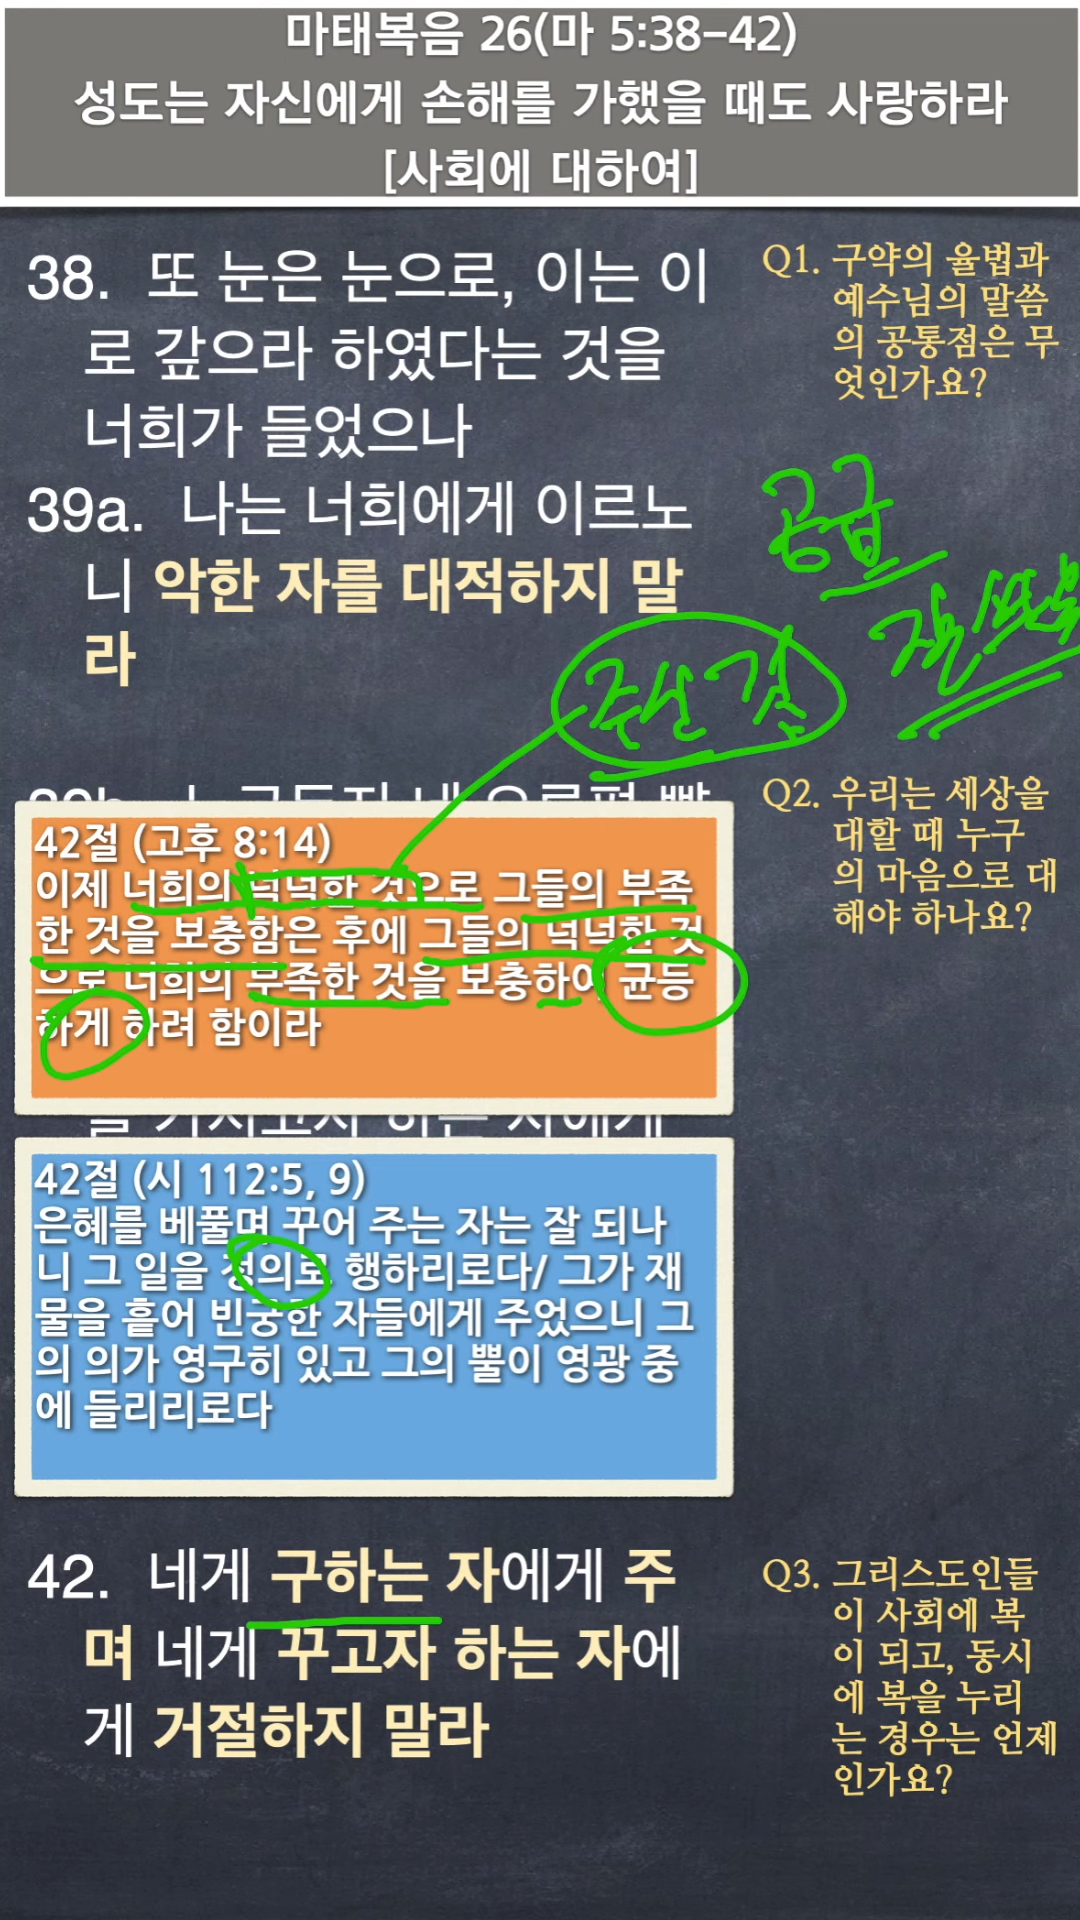 마태복음 26(마 5:38-42)
성도는 자신에게 손해를 가했을 때도 사랑하라
[사회에 대하여]
38. 또 눈은 눈으로, 이는 이
로 갚으라 하였다는 것을
너희가 들었으나
39a. 나는 너희에게 이르노
니 악한 자를 대적하지 말
라
Q1. 구약의 율법과
예수님의 말씀
의 공통점은 무
엇인가요?
공급
주신 것
42절 (고후 8:14)
이제 너희의 넉넉한 것으로 그들의 부족
한 것을 보충함은 후에 그들의 넉넉한 것
으로 너희의 부족한 것을 보충하여 균등
하게 하려 함이라
Q2. 우리는 세상을
대할 때 누구
의 마음으로 대
해야 하나요?
42절 (시 112:5, 9)
은혜를 베풀며 꾸어 주는 자는 잘 되나
니 그 일을 정의로 행하리로다/ 그가 재
물을 흩어 빈궁한 자들에게 주었으니 그
의 의가 영구히 있고 그의 뿔이 영광 중
에 들리리로다
42. 네게 구하는 자에게 주
며 네게 꾸고자 하는 자에
게 거절하지 말라
Q3. 그리스도인들
이 사회에 복
이 되고, 동시
에 복을 누리
는 경우는 언제
인가요?